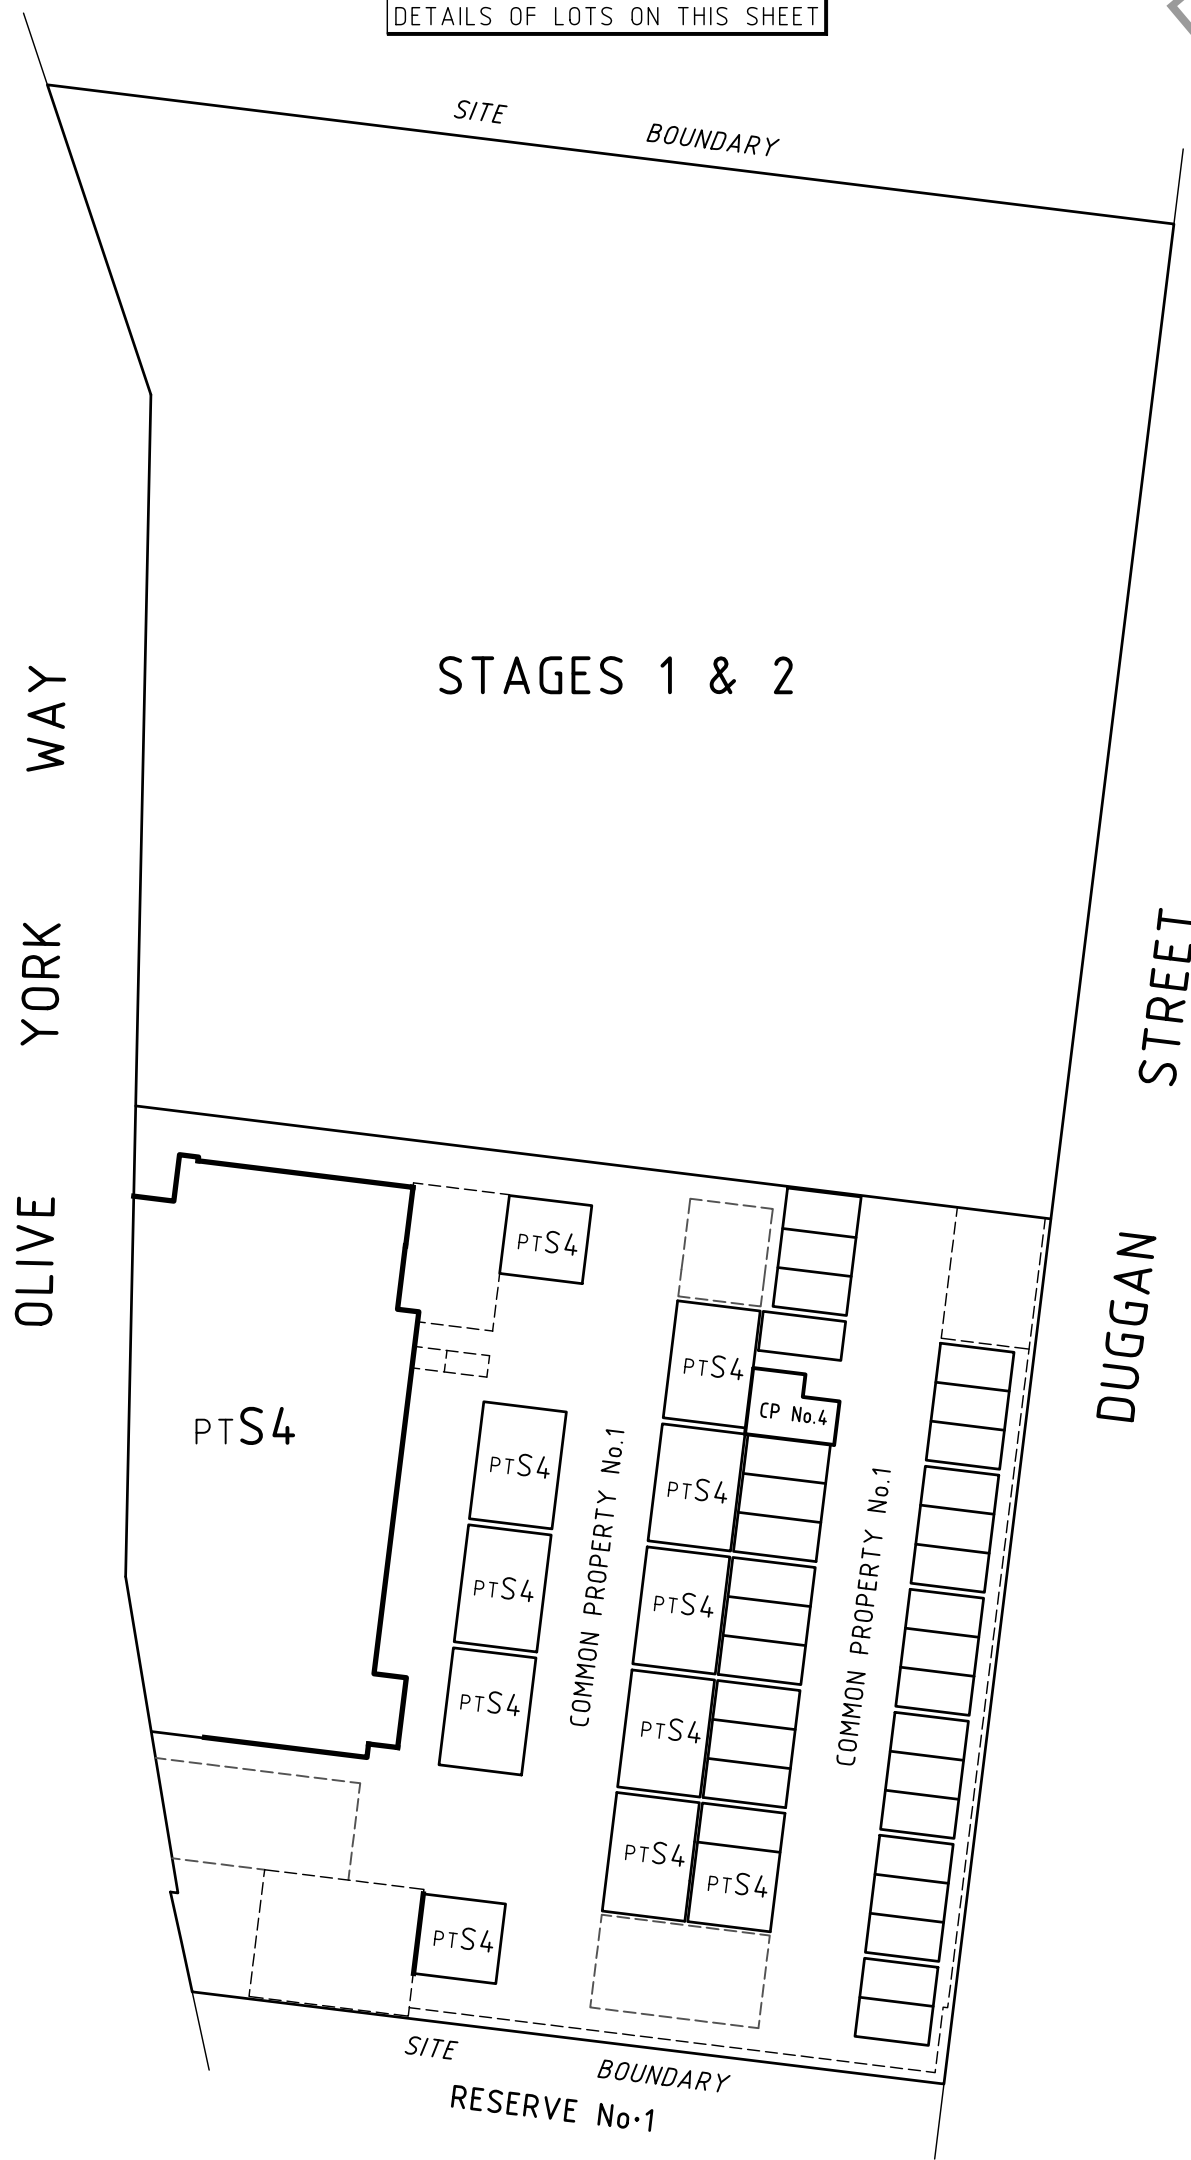 DETAILS OF LOTS ON THIS SHEET
SITE BOUNDARY
STAGES 1 & 2
OLIVE YORK WAY
DUGGAN STREET
PTS4
PTS4
PTS4
CP No.4
PTS4
PTS4
PTS4
PTS4
PTS4
PTS4
PTS4
PTS4
PTS4
PTS4
COMMON PROPERTY No.1
COMMON PROPERTY No.1
SITE BOUNDARY
RESERVE No.1